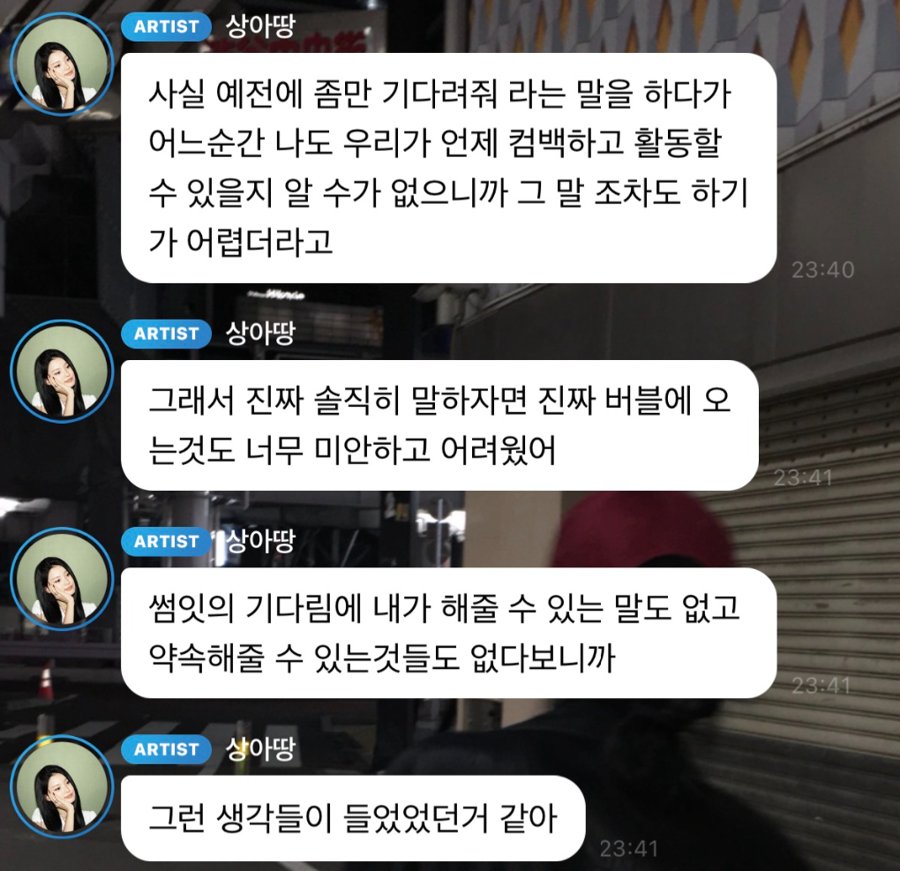 ARTIST 상아땅
사실 예전에 좀만 기다려줘 라는 말을 하다가
어느순간 나도 우리가 언제 컴백하고 활동할
수 있을지 알 수가 없으니까 그 말 조차도 하기
가 어렵더라고
23:40
ARTIST 상아땅
그래서 진짜 솔직히 말하자면 진짜 버블에 오
는것도 너무 미안하고 어려웠어
23:41
ARTIST 상아땅
썸잇의 기다림에 내가 해줄 수 있는 말도 없고
약속해줄 수 있는것들도 없다보니까
23:41
ARTIST 상아땅
그런 생각들이 들었었던거 같아
23:41